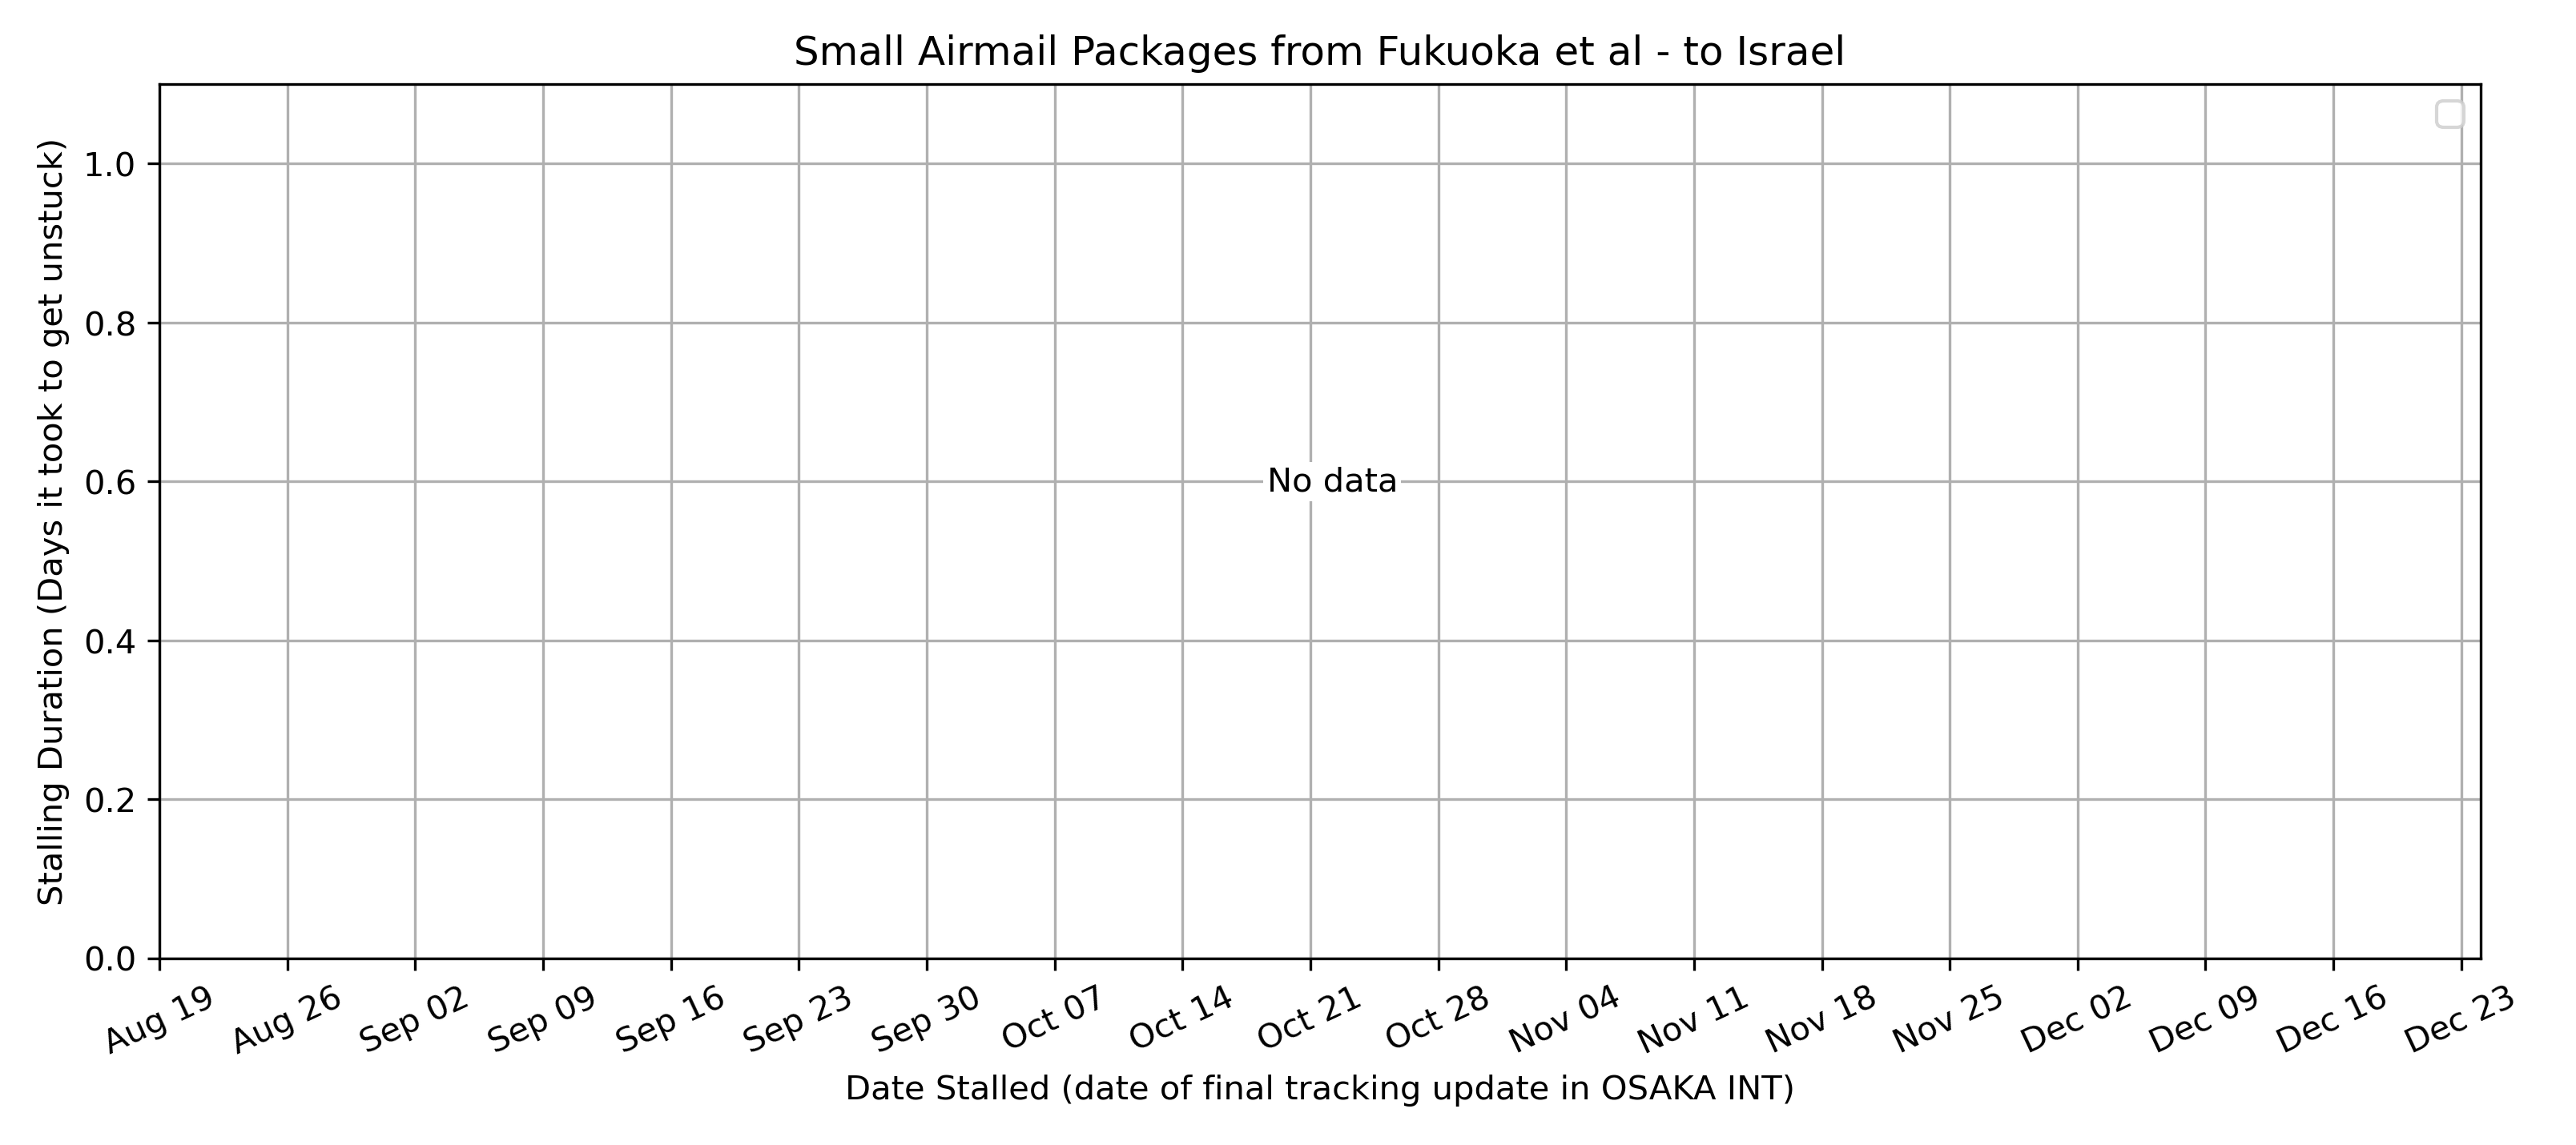 Small Airmail Packages from Fukuoka et al - to Israel
Stalling Duration (Days it took to get unstuck)
1.0
0.8
0.6
0.4
0.2
0.0
No data
Aug 19
Aug 26
Sep 02
Sep 09
Sep 16
Sep 23
Sep 30
Oct 07
Oct 14
Oct 21
Oct 28
Nov 04
Nov 11
Nov 18
Nov 25
Dec 02
Dec 09
Dec 16
Dec 23
Date Stalled (date of final tracking update in OSAKA INT)